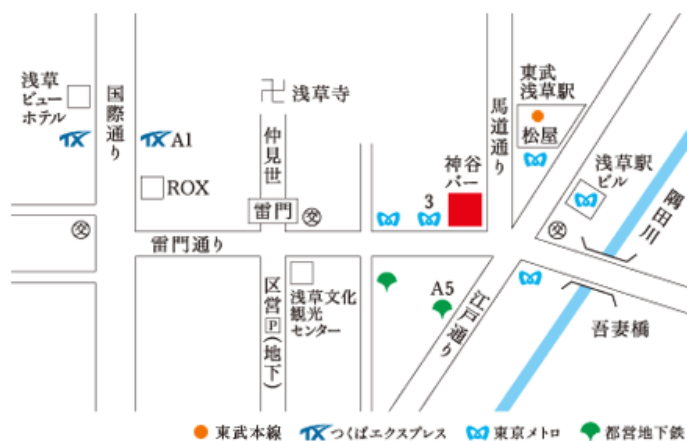 浅草
ビュー
ホテル
国際通り
TX
TX A1
ROX
卍 浅草寺
仲見世
雷門
交
交
雷門通り
区営P(地下)
浅草文化
観光
センター
3
神谷
バー
馬道通り
東武
浅草駅
松屋
浅草駅
ビル
隅田川
交
A5
江戸通り
吾妻橋
東武本線 TX つくばエクスプレス 東京メトロ 都営地下鉄